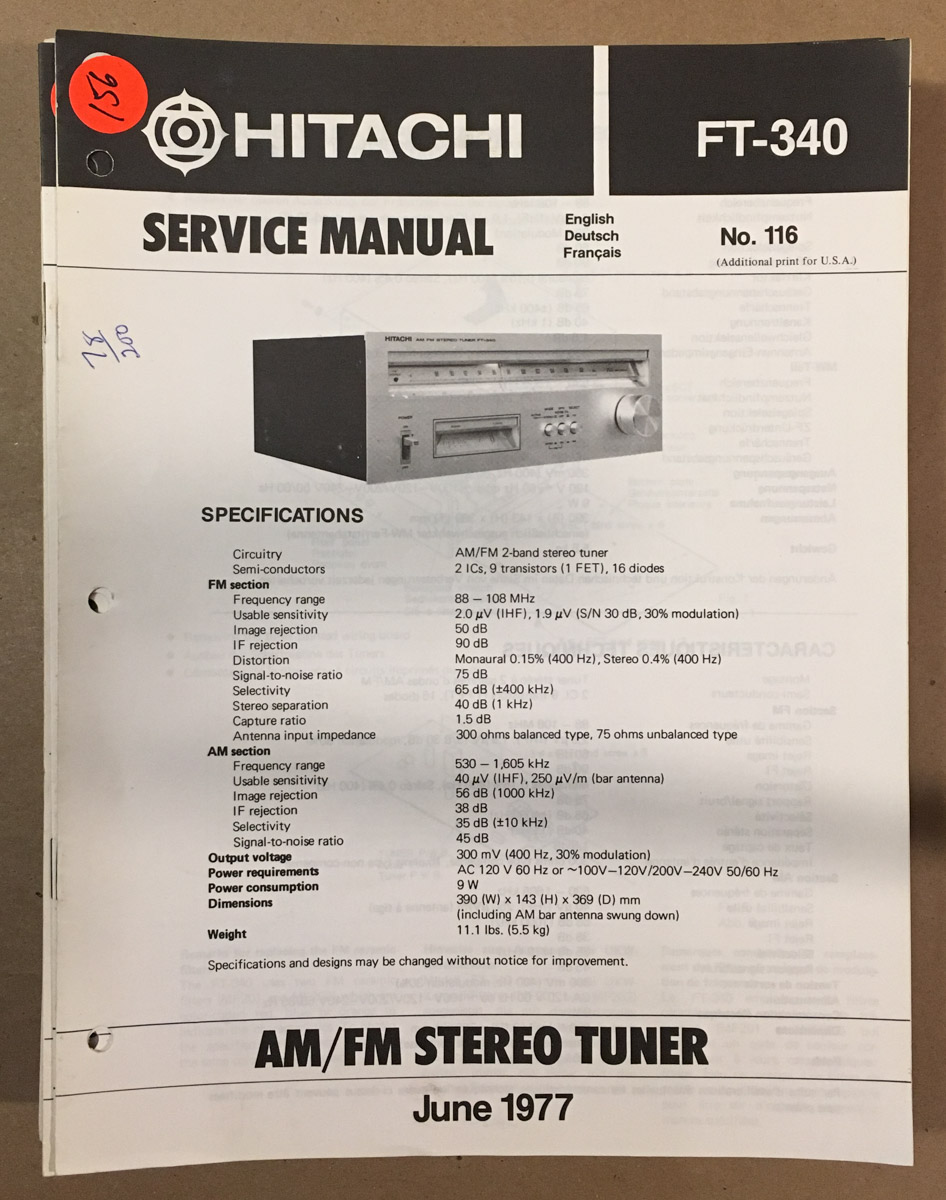 156
HITACHI
FT-340
SERVICE MANUAL
English
Deutsch
Français
No. 116
(Additional print for U.S.A.)
HITACHI AM FM STEREO TUNER FT-340
POWER
SPECIFICATIONS
Circuitry AM/FM 2-band stereo tuner
Semi-conductors 2 ICs, 9 transistors (1 FET), 16 diodes
FM section
Frequency range 88 – 108 MHz
Usable sensitivity 2.0 µV (IHF), 1.9 µV (S/N 30 dB, 30% modulation)
Image rejection 50 dB
IF rejection 90 dB
Distortion Monaural 0.15% (400 Hz), Stereo 0.4% (400 Hz)
Signal-to-noise ratio 75 dB
Selectivity 65 dB (±400 kHz)
Stereo separation 40 dB (1 kHz)
Capture ratio 1.5 dB
Antenna input impedance 300 ohms balanced type, 75 ohms unbalanced type
AM section
Frequency range 530 – 1,605 kHz
Usable sensitivity 40 µV (IHF), 250 µV/m (bar antenna)
Image rejection 56 dB (1000 kHz)
IF rejection 38 dB
Selectivity 35 dB (±10 kHz)
Signal-to-noise ratio 45 dB
Output voltage 300 mV (400 Hz, 30% modulation)
Power requirements AC 120 V 60 Hz or ~100V–120V/200V–240V 50/60 Hz
Power consumption 9 W
Dimensions 390 (W) x 143 (H) x 369 (D) mm
(including AM bar antenna swung down)
Weight 11.1 lbs. (5.5 kg)
Specifications and designs may be changed without notice for improvement.
AM/FM STEREO TUNER
June 1977